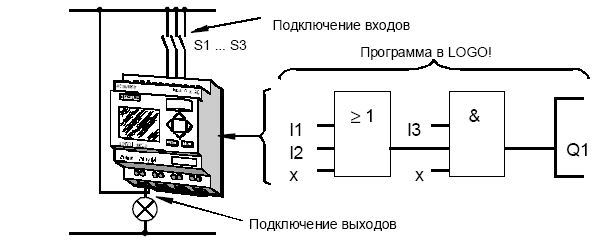 Подключение входов
S1 ... S3
Программа в LOGO!
≥ 1
&
I1
I3
I2
Q1
x
x
Подключение выходов